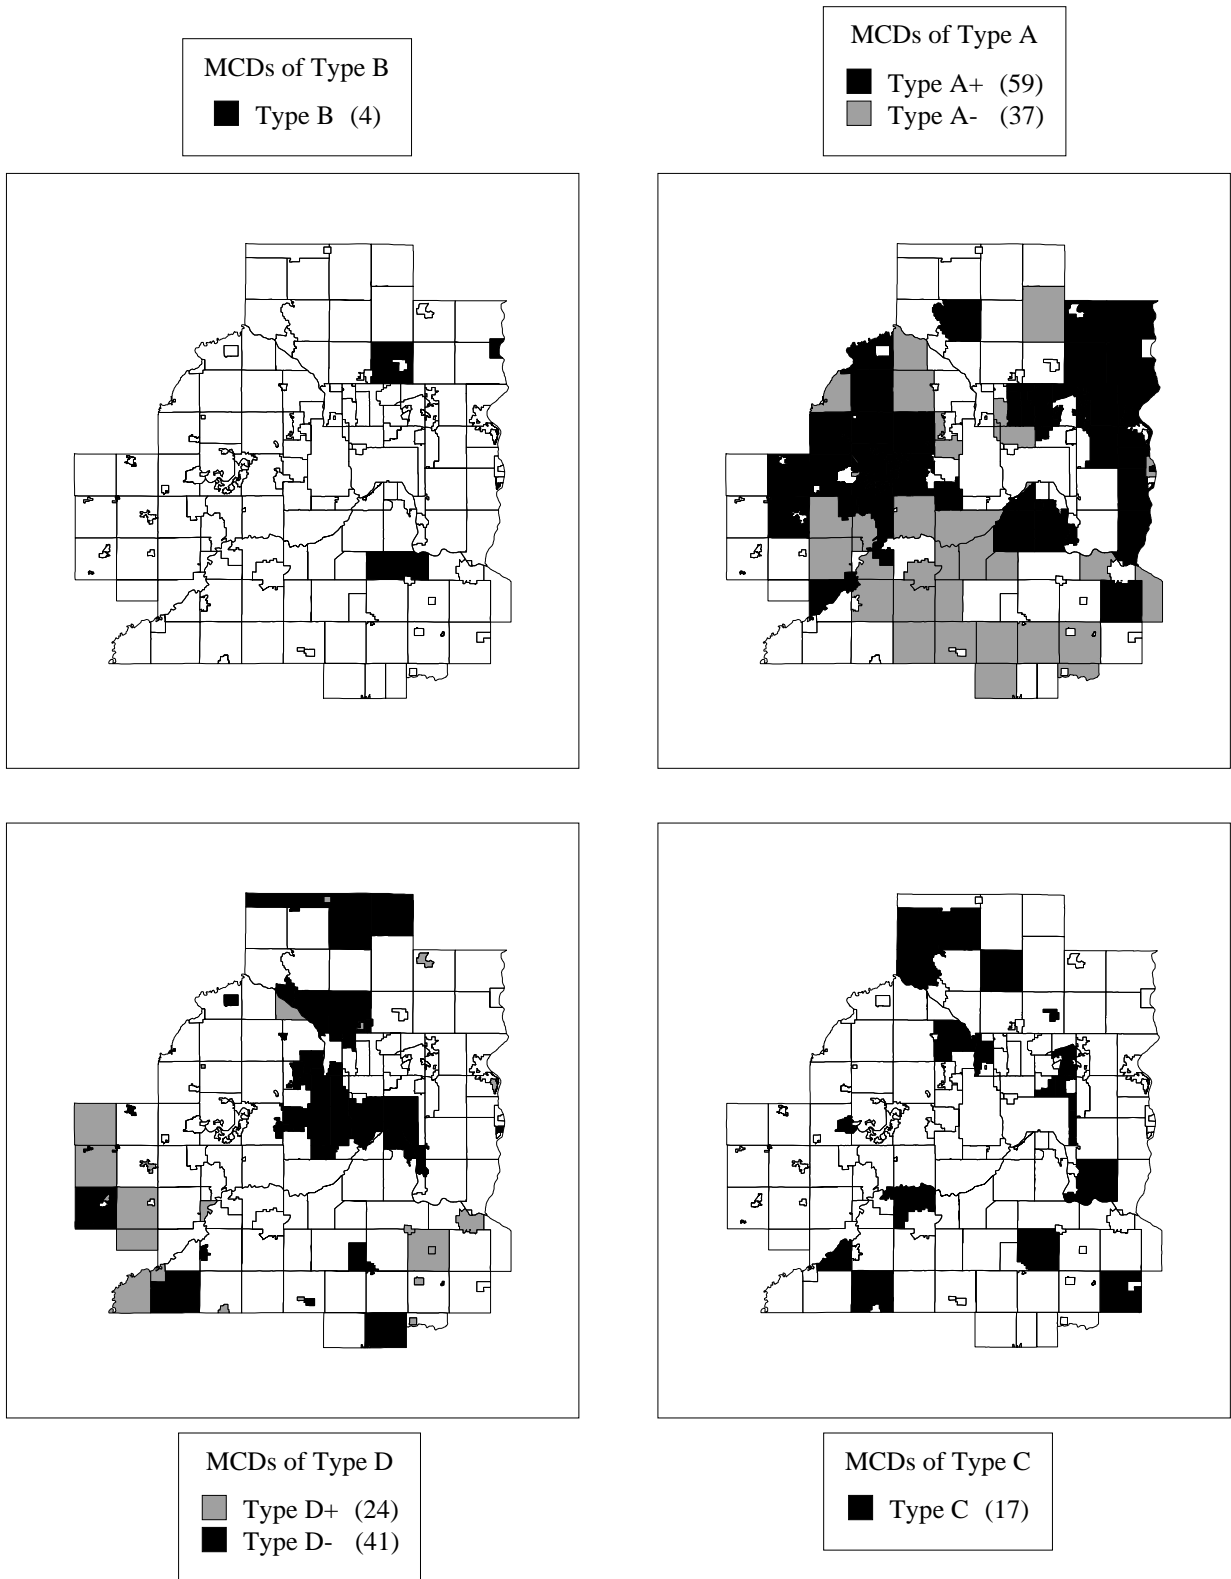 MCDs of Type B
Type B (4)
MCDs of Type A
Type A+ (59)
Type A- (37)
MCDs of Type D
Type D+ (24)
Type D- (41)
MCDs of Type C
Type C (17)